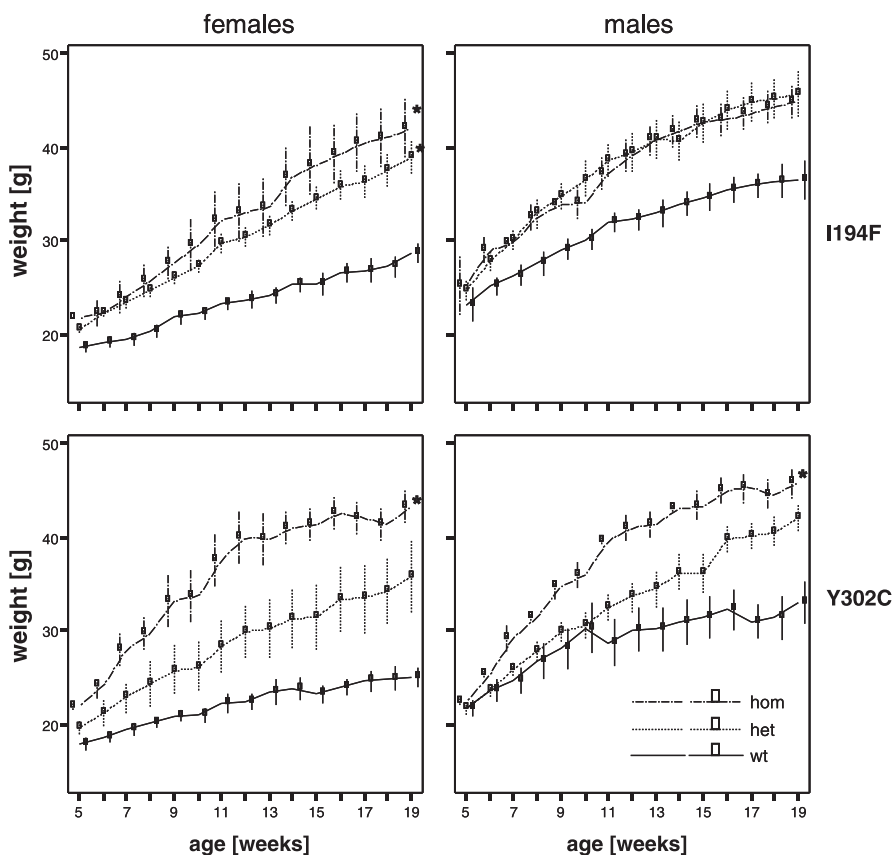 females
males
50
40
30
20
weight [g]
*
*
I194F
50
40
30
20
weight [g]
*
*
Y302C
hom
het
wt
5 7 9 11 13 15 17 19
5 7 9 11 13 15 17 19
age [weeks]
age [weeks]